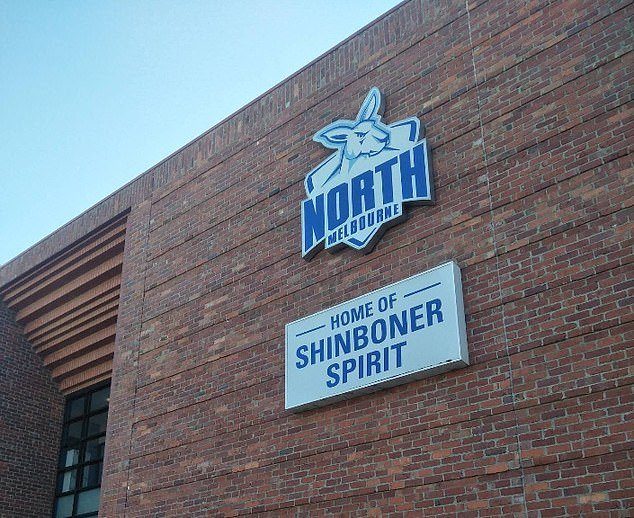 NORTH
MELBOURNE
HOME OF
SHINBONER
SPIRIT